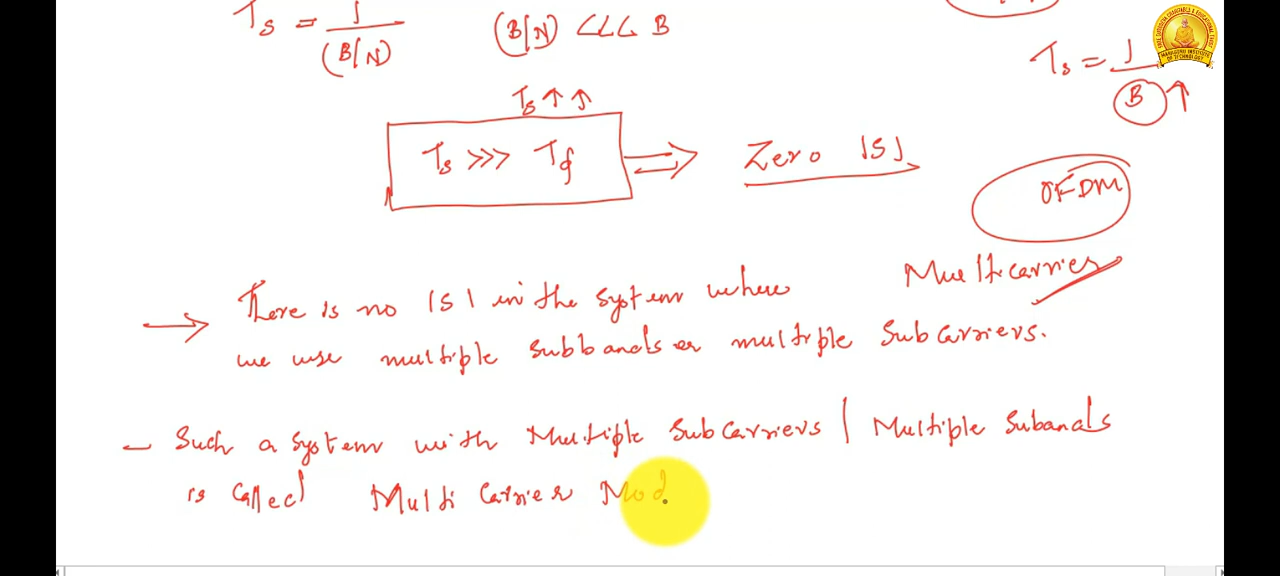 Ts = 1/(B/N) (B/N) <<< B
Ts = 1/B ↑
Ts ↑ ↑
Ts >>> Td ⇒ Zero ISI
OFDM
Multicarrier
→ There is no ISI in the system where
we use multiple subbands or multiple Subcarriers.
- Such a system with Multiple Subcarriers / Multiple Subands
is called Multi Carrier Mod